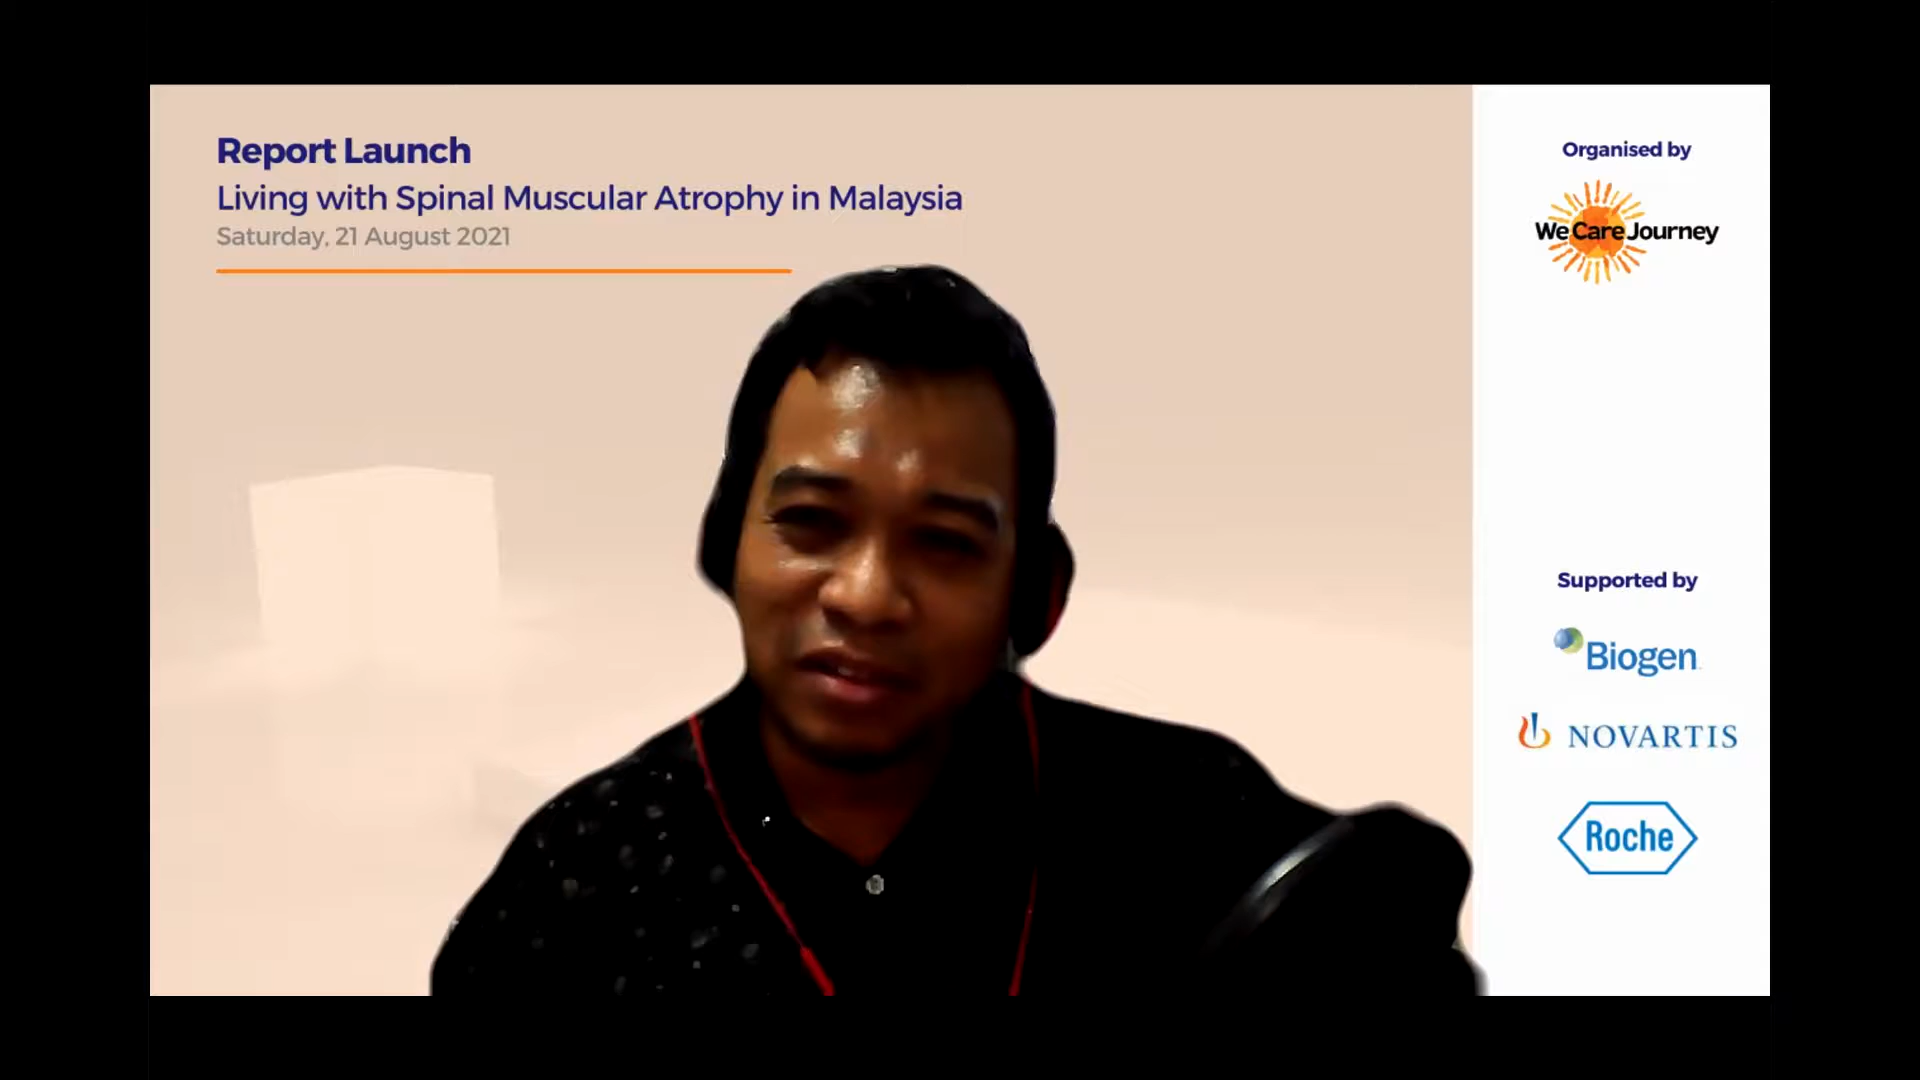 Report Launch
Living with Spinal Muscular Atrophy in Malaysia
Saturday, 21 August 2021
Organised by
We Care Journey
Supported by
Biogen
NOVARTIS
Roche